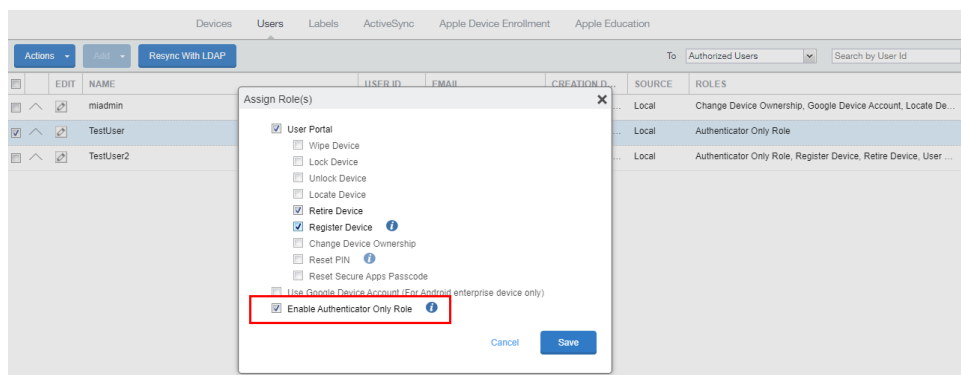 Devices Users Labels ActiveSync Apple Device Enrollment Apple Education
Actions Add Resync With LDAP To Authorized Users Search by User Id
EDIT NAME USER ID EMAIL CREATION D... SOURCE ROLES
miadmin Local Change Device Ownership, Google Device Account, Locate De...
TestUser Local Authenticator Only Role
TestUser2 Local Authenticator Only Role, Register Device, Retire Device, User ...
Assign Role(s)
User Portal
Wipe Device
Lock Device
Unlock Device
Locate Device
Retire Device
Register Device
Change Device Ownership
Reset PIN
Reset Secure Apps Passcode
Use Google Device Account (For Android enterprise device only)
Enable Authenticator Only Role
Cancel Save